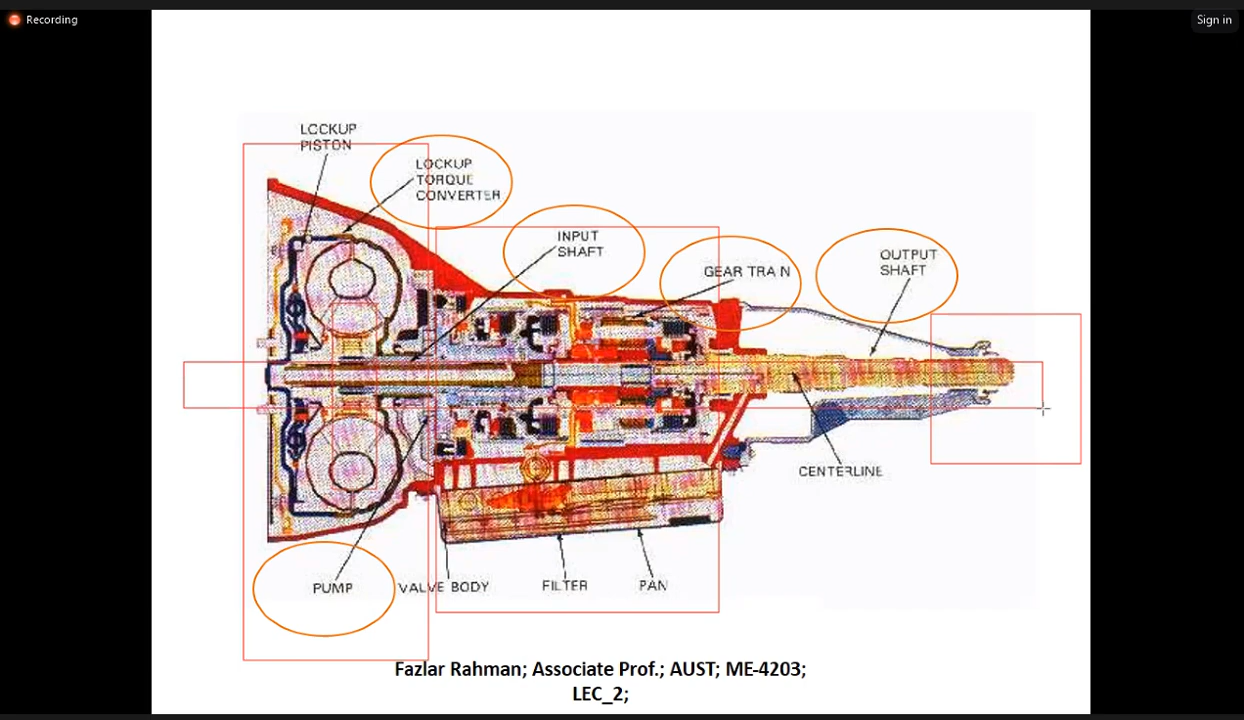 Recording
Sign in
LOCKUP
PISTON
LOCKUP
TORQUE
CONVERTER
INPUT
SHAFT
GEAR TRA N
OUTPUT
SHAFT
CENTERLINE
PUMP
VALVE BODY
FILTER
PAN
Fazlar Rahman; Associate Prof.; AUST; ME-4203;
LEC_2;